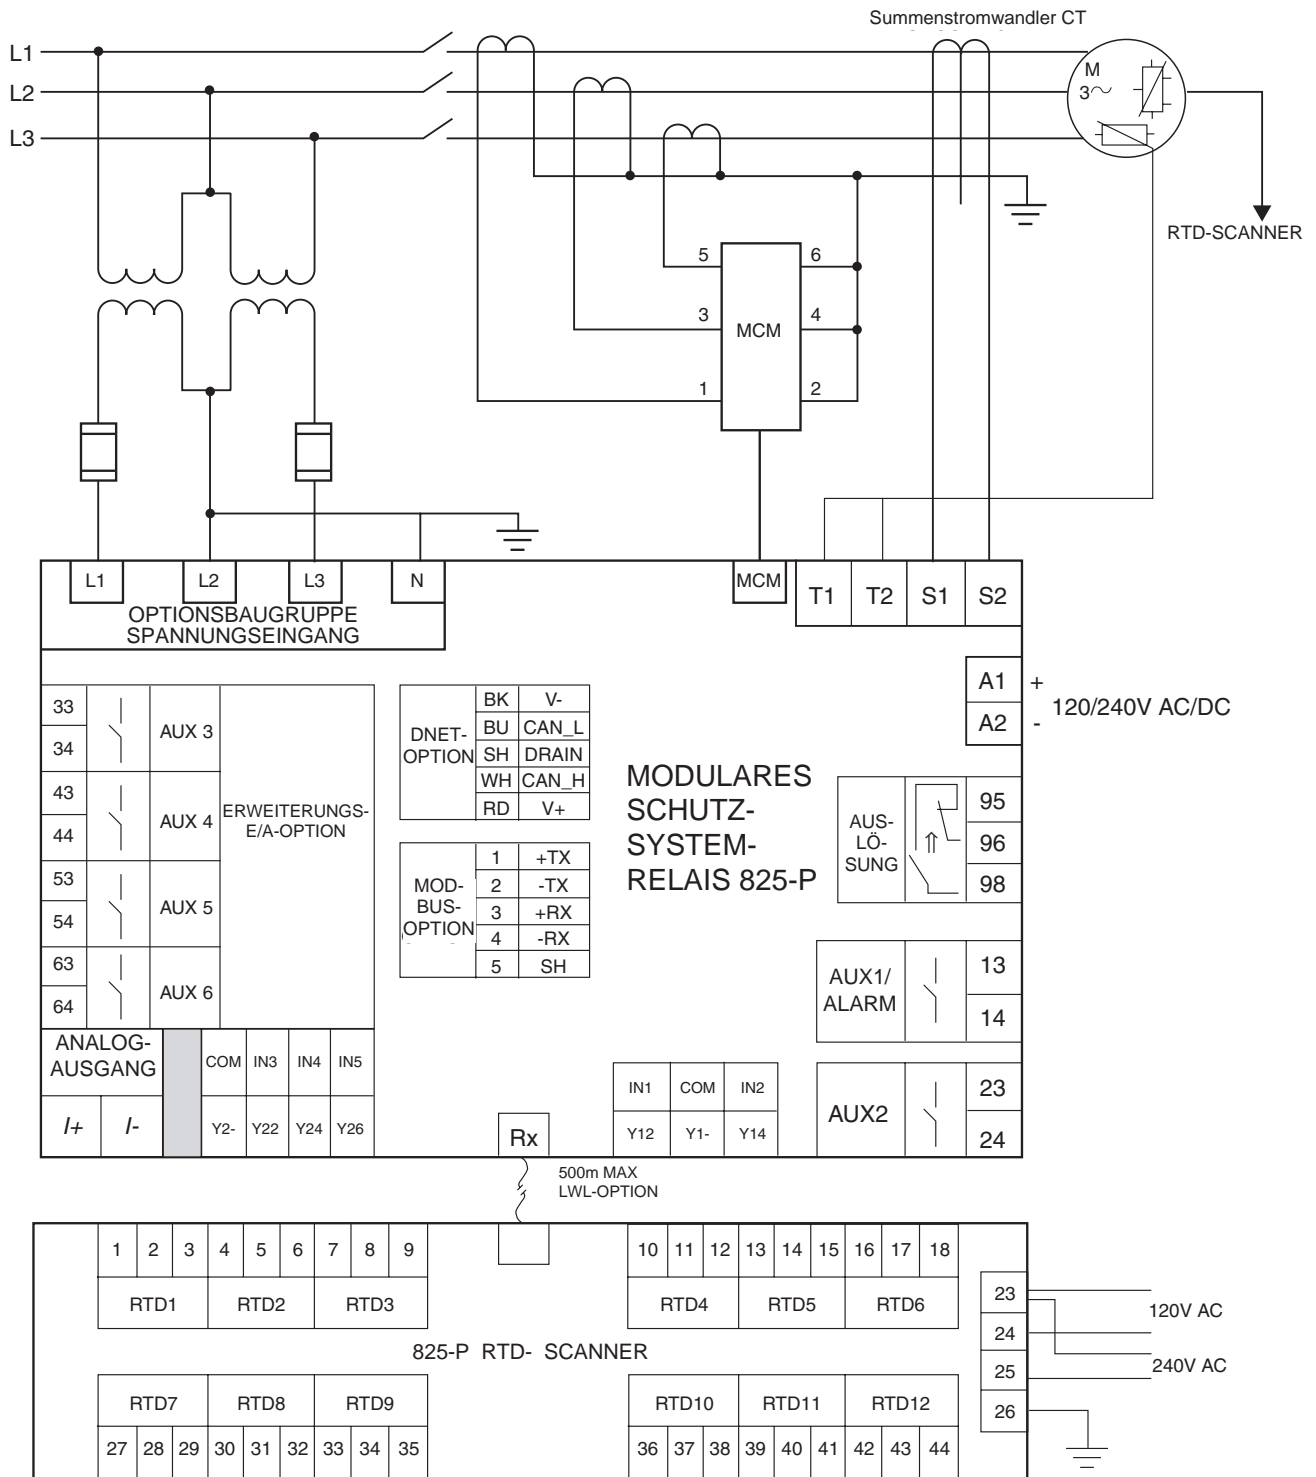 Summenstromwandler CT
L1
L2
L3
M
3
RTD-SCANNER
5 6
3 MCM 4
1 2
L1 L2 L3 N MCM T1 T2 S1 S2
OPTIONSBAUGRUPPE
SPANNUNGSEINGANG
A1 +
A2 -
120/240V AC/DC
33
34
AUX 3
43
44
AUX 4
53
54
AUX 5
63
64
AUX 6
ERWEITERUNGS-
E/A-OPTION
DNET-
OPTION
BK V-
BU CAN_L
SH DRAIN
WH CAN_H
RD V+
MOD-
BUS-
OPTION
1 +TX
2 -TX
3 +RX
4 -RX
5 SH
MODULARES
SCHUTZ-
SYSTEM-
RELAIS 825-P
AUS-
LÖ-
SUNG
⇑
95
96
98
AUX1/
ALARM
13
14
AUX2
23
24
ANALOG-
AUSGANG
I+ I-
COM IN3 IN4 IN5
Y2- Y22 Y24 Y26
Rx
IN1 COM IN2
Y12 Y1- Y14
500m MAX
LWL-OPTION
1 2 3 4 5 6 7 8 9
RTD1 RTD2 RTD3
10 11 12 13 14 15 16 17 18
RTD4 RTD5 RTD6
825-P RTD- SCANNER
23
24
25
26
120V AC
240V AC
RTD7 RTD8 RTD9
27 28 29 30 31 32 33 34 35
RTD10 RTD11 RTD12
36 37 38 39 40 41 42 43 44